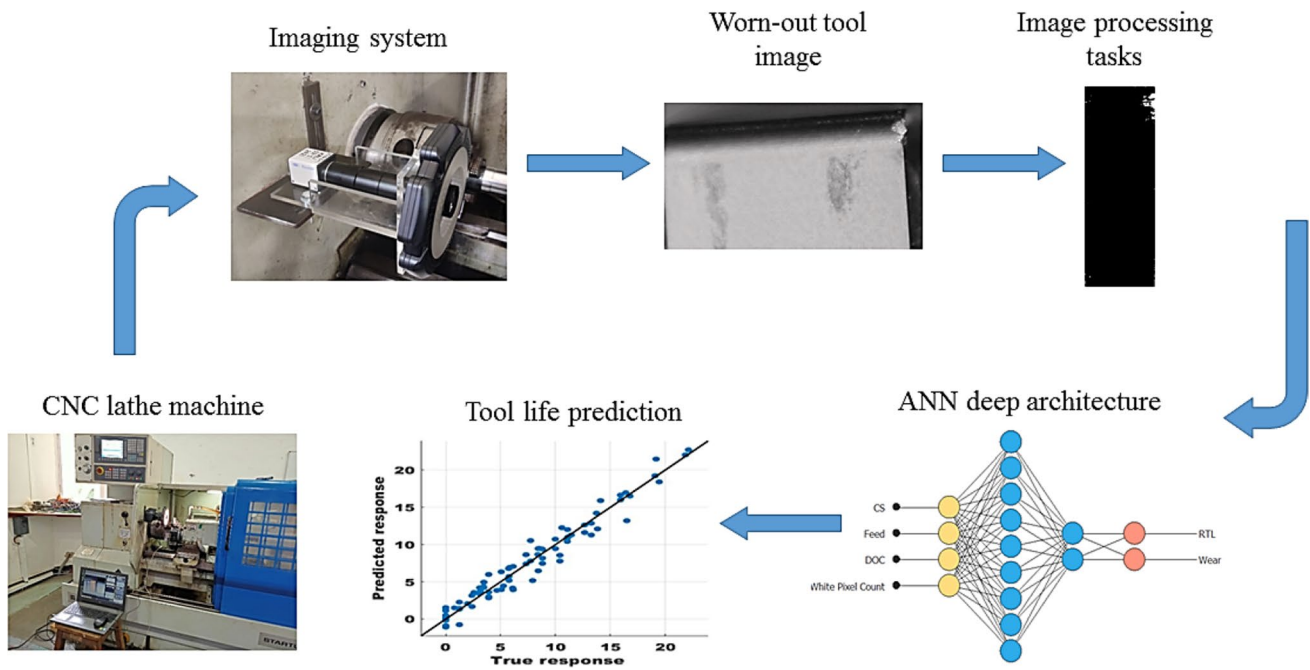 Imaging system
Worn-out tool
image
Image processing
tasks
CNC lathe machine
Tool life prediction
ANN deep architecture
Predicted response
20
15
10
5
0
0
5
10
15
20
True response
CS
Feed
DOC
White Pixel Count
RTL
Wear
START